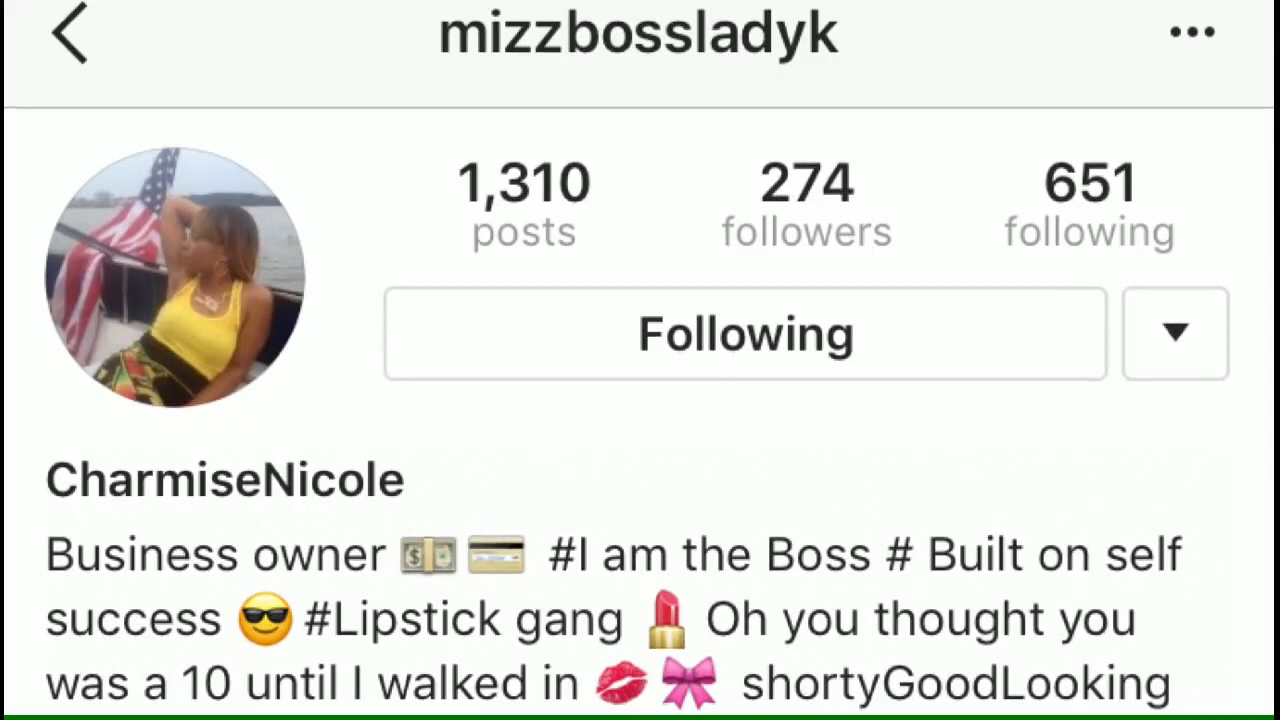 mizzbossladyk
1,310 274 651
posts followers following
Following
CharmiseNicole
Business owner 💵💳 #I am the Boss # Built on self
success 😎 #Lipstick gang 💄 Oh you thought you
was a 10 until I walked in 💋🎀 shortyGoodLooking